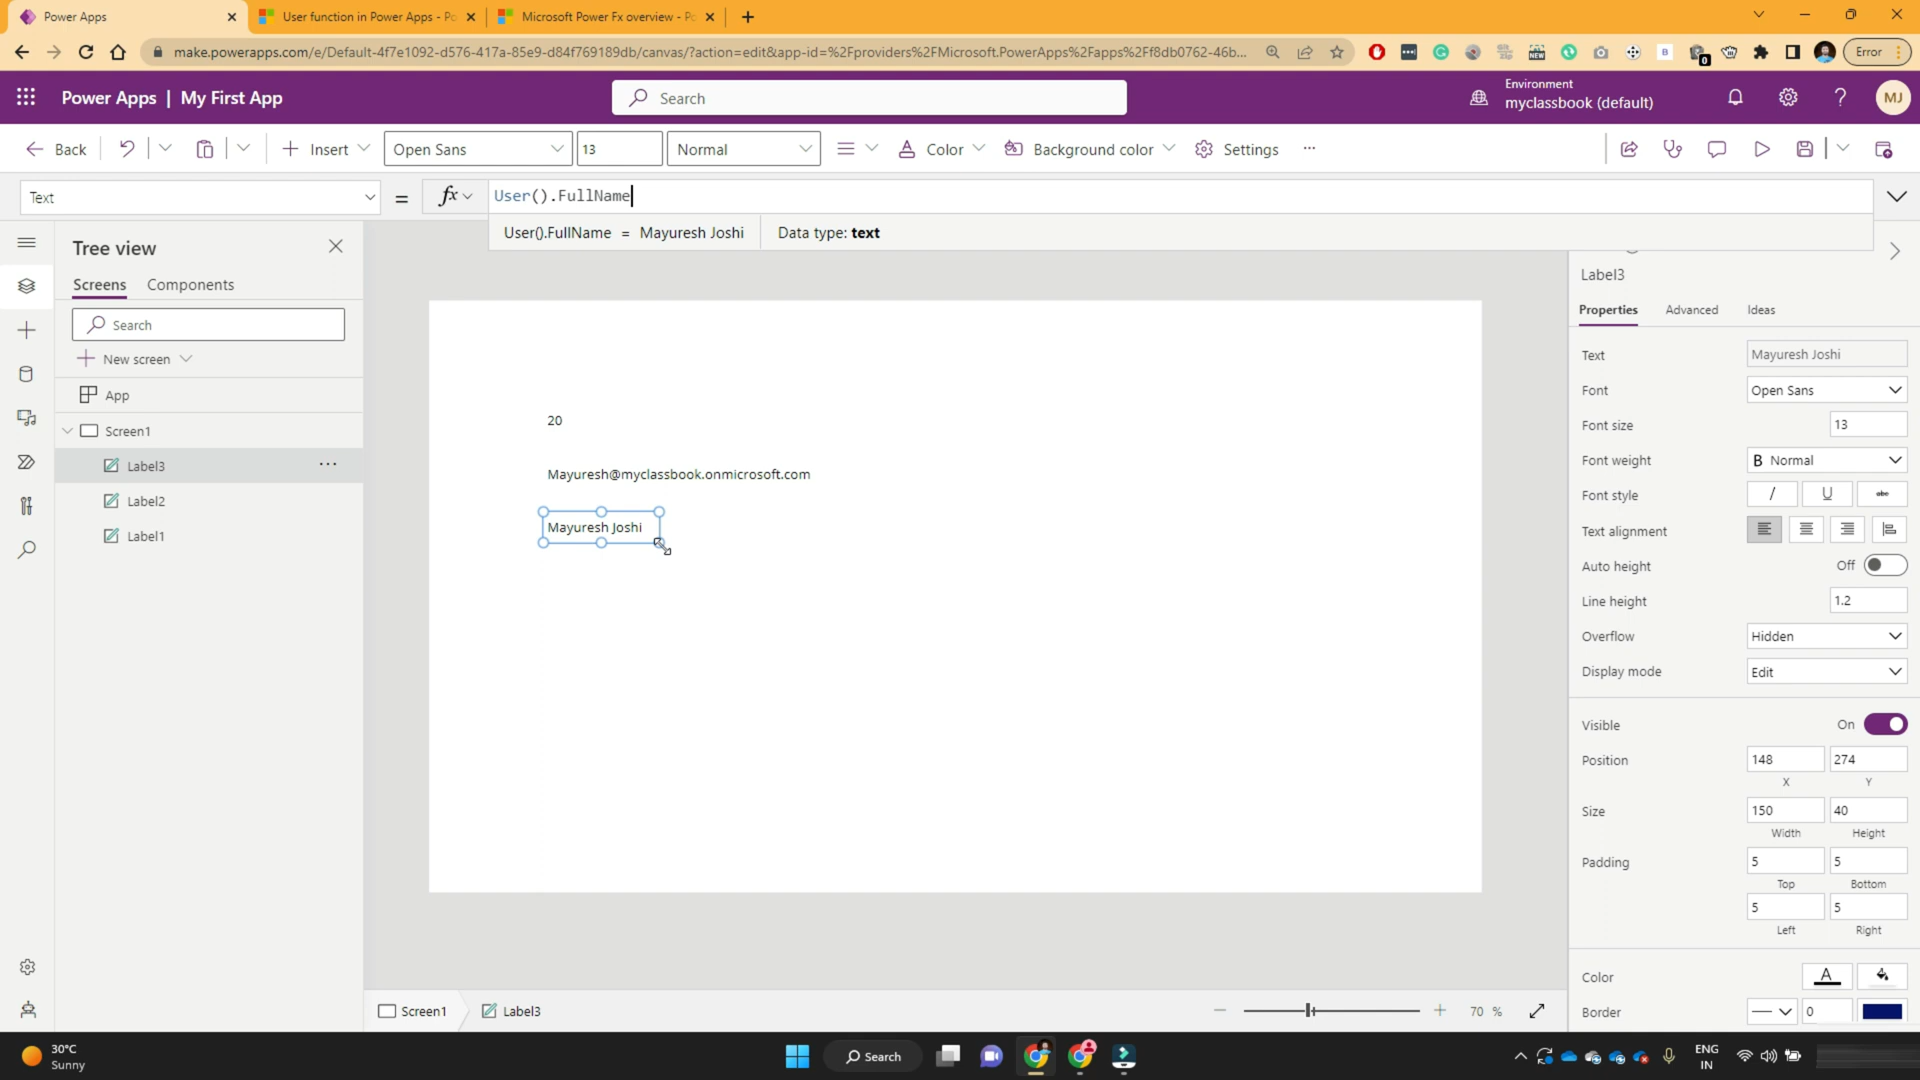 Power Apps
User function in Power Apps - Po
Microsoft Power Fx overview - Po
make.powerapps.com/e/Default-4f7e1092-d576-417a-85e9-d84f769189db/canvas/?action=edit&app-id=%2Fproviders%2FMicrosoft.PowerApps%2Fapps%2Ff8db0762-46b...
NEW
B
0
Error
Power Apps | My First App
Search
Environment
myclassbook (default)
?
MJ
Back
Insert
Open Sans
13
Normal
Color
Background color
Settings
...
Text
=
fx
User().FullName
User().FullName = Mayuresh Joshi
Data type: text
Tree view
Screens
Components
Search
New screen
App
Screen1
Label3
...
Label2
Label1
20
Mayuresh@myclassbook.onmicrosoft.com
Mayuresh Joshi
Label3
Properties
Advanced
Ideas
Text
Mayuresh Joshi
Font
Open Sans
Font size
13
Font weight
B Normal
Font style
/
U
abc
Text alignment
Auto height
Off
Line height
1.2
Overflow
Hidden
Display mode
Edit
Visible
On
Position
148
274
X
Y
Size
150
40
Width
Height
Padding
5
5
Top
Bottom
5
5
Left
Right
Color
A
Border
0
Screen1
Label3
70 %
30°C
Sunny
Search
ENG
IN